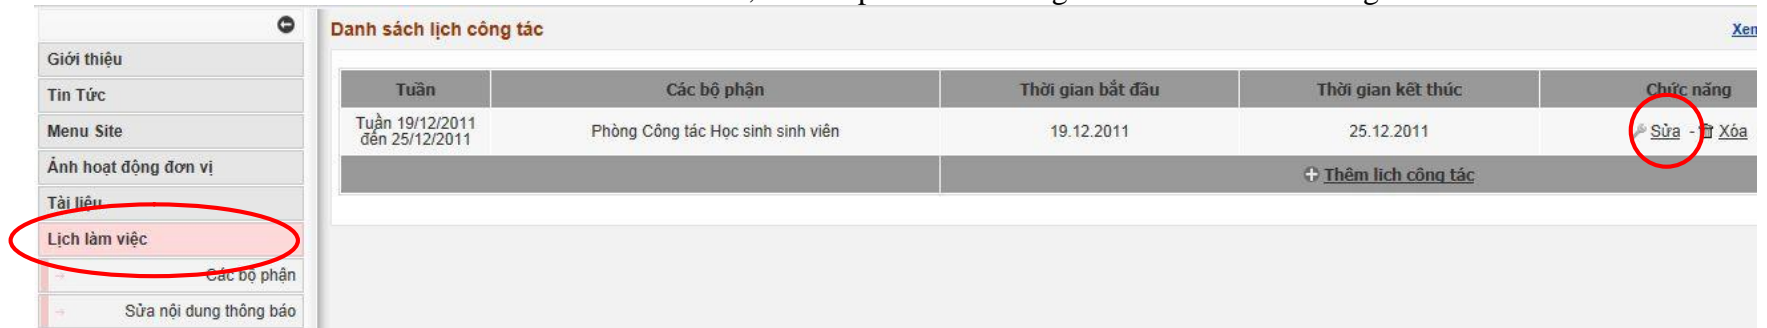 Danh sách lịch công tác
Xem
Giới thiệu
Tin Tức
Menu Site
Ảnh hoạt động đơn vị
Tài liệu
Lịch làm việc
Các bộ phận
Sửa nội dung thông báo
Tuần Các bộ phận Thời gian bắt đầu Thời gian kết thúc Chức năng
Tuần 19/12/2011
đến 25/12/2011
Phòng Công tác Học sinh sinh viên 19.12.2011 25.12.2011 Sửa - Xóa
Thêm lich công tác